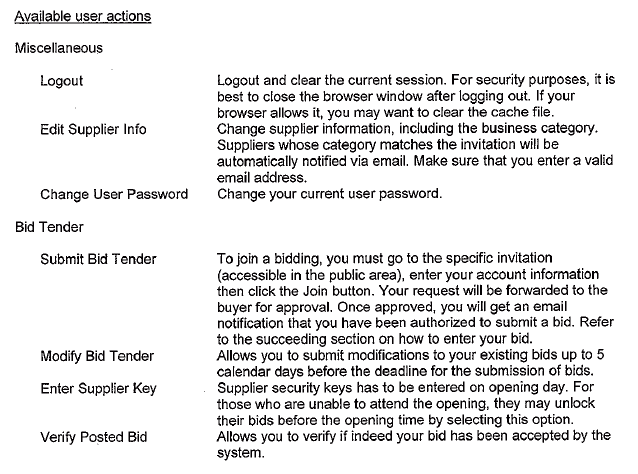 Available user actions
Miscellaneous
Logout Logout and clear the current session. For security purposes, it is
best to close the browser window after logging out. If your
browser allows it, you may want to clear the cache file.
Edit Supplier Info Change supplier information, including the business category.
Suppliers whose category matches the invitation will be
automatically notified via email. Make sure that you enter a valid
email address.
Change User Password Change your current user password.
Bid Tender
Submit Bid Tender To join a bidding, you must go to the specific invitation
(accessible in the public area), enter your account information
then click the Join button. Your request will be forwarded to the
buyer for approval. Once approved, you will get an email
notification that you have been authorized to submit a bid. Refer
to the succeeding section on how to enter your bid.
Modify Bid Tender Allows you to submit modifications to your existing bids up to 5
calendar days before the deadline for the submission of bids.
Enter Supplier Key Supplier security keys has to be entered on opening day. For
those who are unable to attend the opening, they may unlock
their bids before the opening time by selecting this option.
Verify Posted Bid Allows you to verify if indeed your bid has been accepted by the
system.